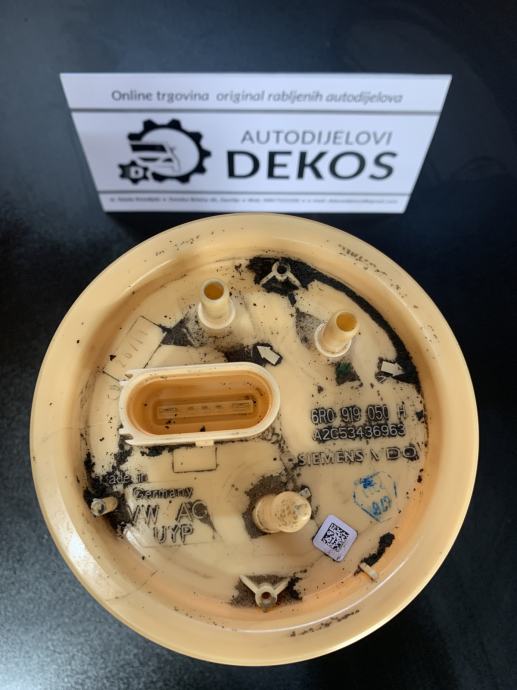 Online trgovina original rabljenih autodijelova
D
AUTODIJELOVI
DEKOS
6R0 919 050 H
A2C53436963
SIEMENS VDO
Made in
Germany
VW AG
UYP